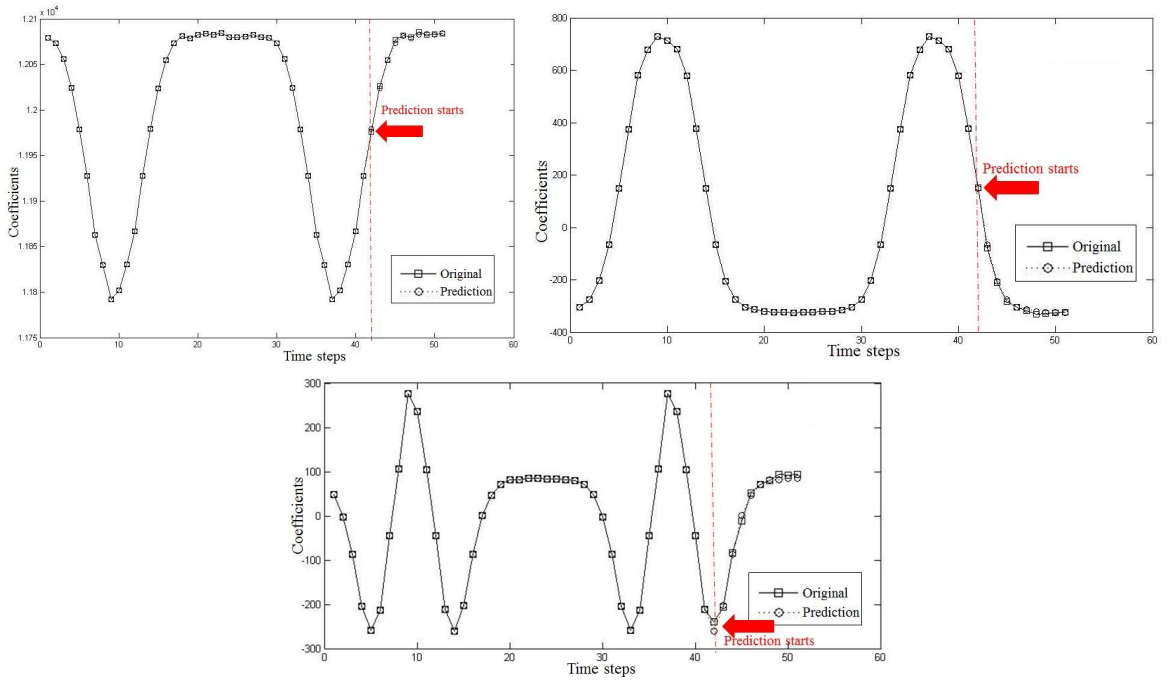 1.21 x 10⁴
1.205
1.2
1.195
1.19
1.185
1.18
1.175
0 10 20 30 40 50 60
Coefficients
Time steps
Prediction starts
Original
Prediction
800
600
400
200
0
-200
-400
0 10 20 30 40 50 60
Coefficients
Time steps
Prediction starts
Original
Prediction
300
200
100
0
-100
-200
-300
0 10 20 30 40 50 60
Coefficients
Time steps
Original
Prediction
Prediction starts